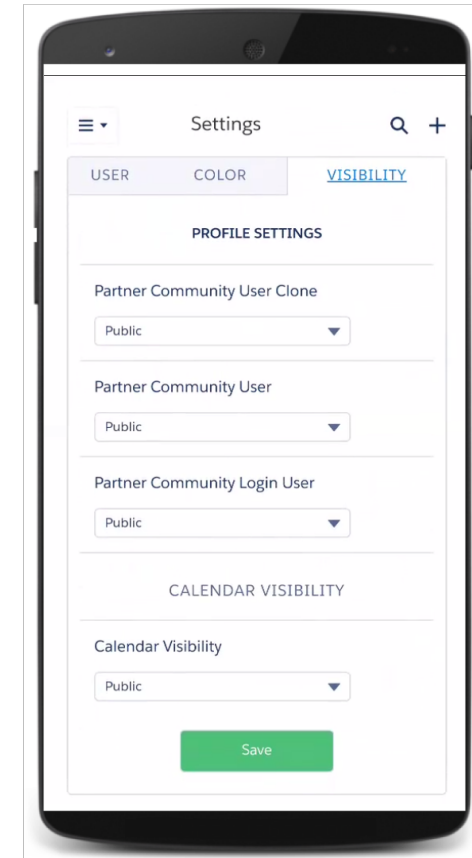 Settings
USER COLOR VISIBILITY
PROFILE SETTINGS
Partner Community User Clone
Public
Partner Community User
Public
Partner Community Login User
Public
CALENDAR VISIBILITY
Calendar Visibility
Public
Save